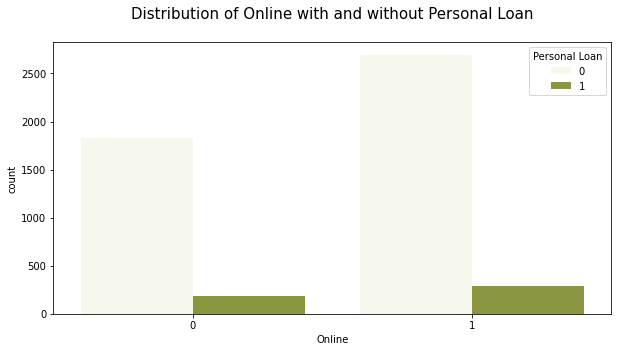 Distribution of Online with and without Personal Loan
Personal Loan
0
1
2500
2000
1500
1000
500
0
count
0 1
Online